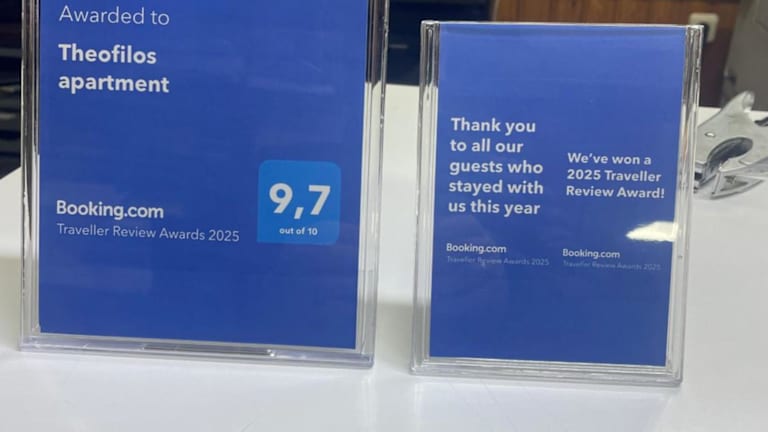 Awarded to
Theofilos
apartment
Booking.com
Traveller Review Awards 2025
9,7
out of 10
Thank you
to all our
guests who
stayed with
us this year
Booking.com
Traveller Review Awards 2025
We've won a
2025 Traveller
Review Award!
Booking.com
Traveller Review Awards 2025